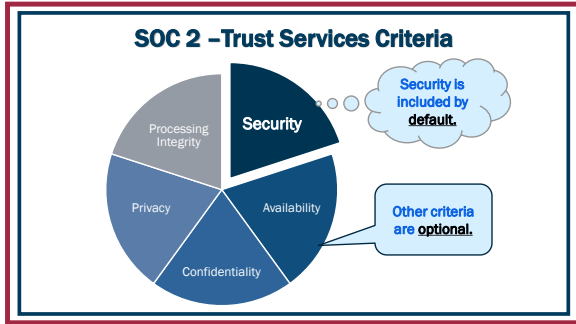 SOC 2 –Trust Services Criteria
Security is
included by
default.
Security
Processing
Integrity
Privacy
Availability
Other criteria
are optional.
Confidentiality